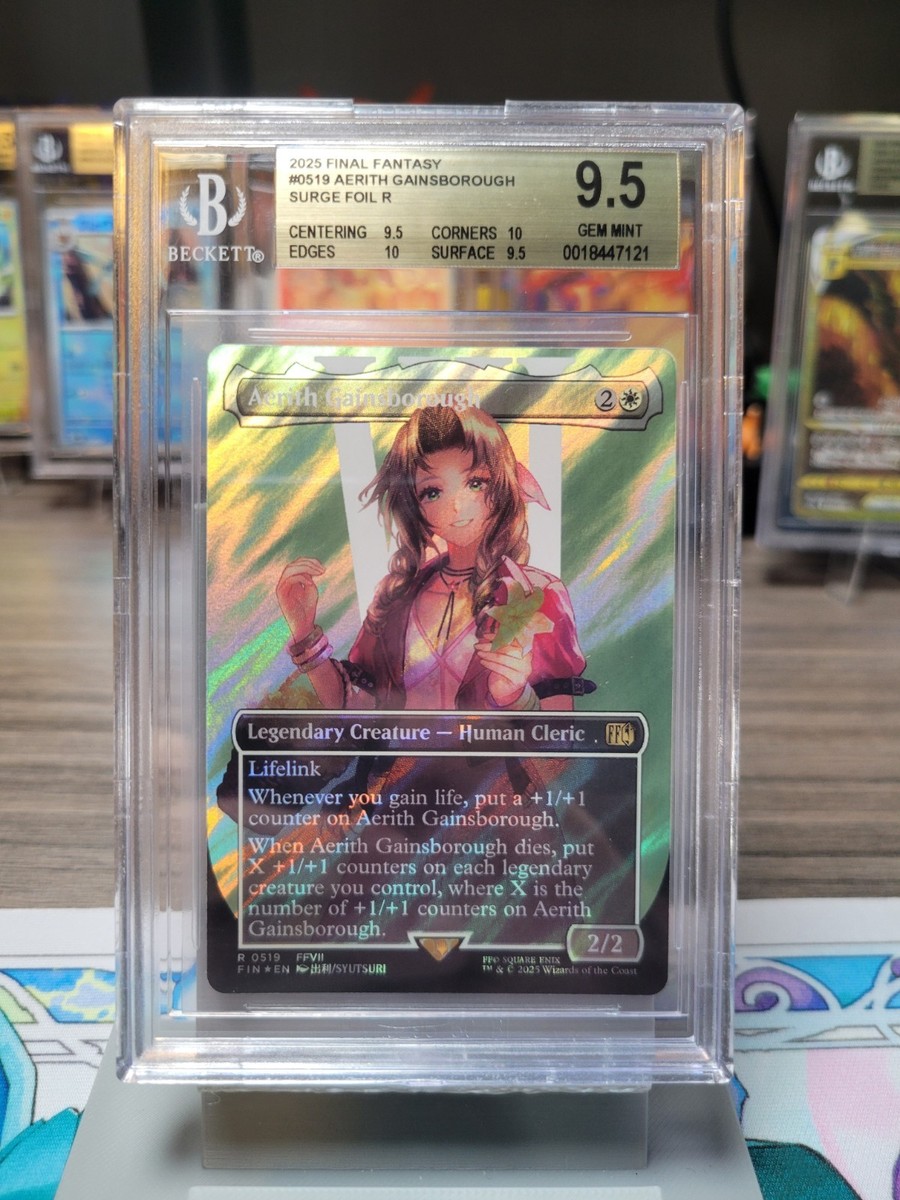 2025 FINAL FANTASY
#0519 AERITH GAINSBOROUGH
SURGE FOIL R
9.5
GEM MINT
CENTERING 9.5 CORNERS 10
EDGES 10 SURFACE 9.5
0018447121
B
BECKETT®
Aerith Gainsborough 2
Legendary Creature — Human Cleric
Lifelink
Whenever you gain life, put a +1/+1
counter on Aerith Gainsborough.
When Aerith Gainsborough dies, put
X +1/+1 counters on each legendary
creature you control, where X is the
number of +1/+1 counters on Aerith
Gainsborough.
2/2
R 0519 FFVII
FIN★EN 出利/SYUTSURI
SQUARE ENIX
™ & © 2025 Wizards of the Coast